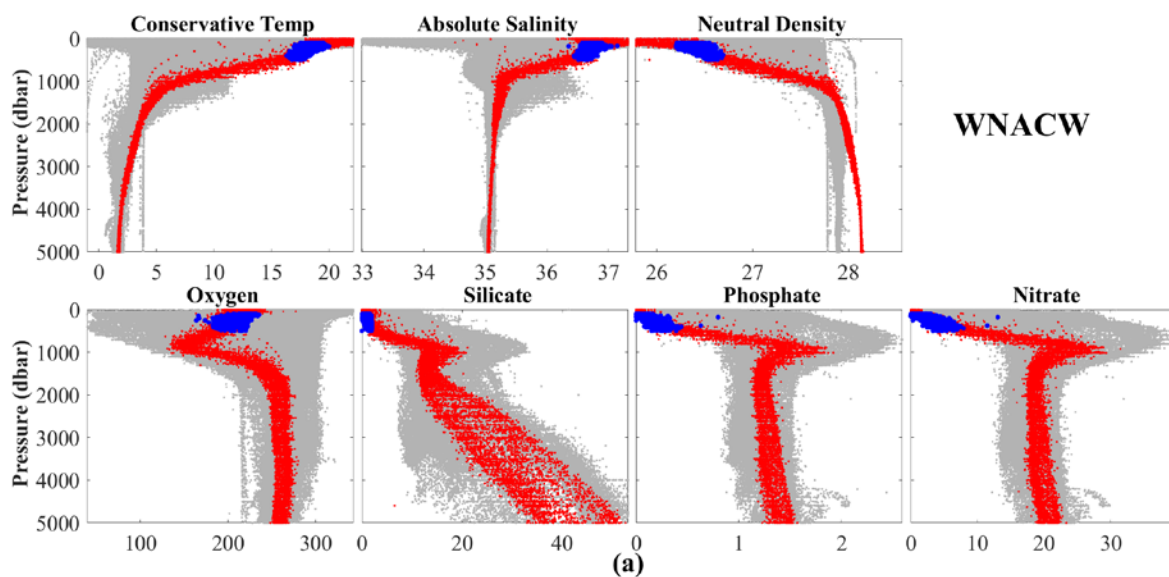 Conservative Temp Absolute Salinity Neutral Density
0
1000
2000
3000
4000
5000
Pressure (dbar)
WNACW
0 5 10 15 20 33 34 35 36 37 26 27 28
Oxygen Silicate Phosphate Nitrate
0
1000
2000
3000
4000
5000
Pressure (dbar)
100 200 300 0 20 40 0 1 2 0 10 20 30
(a)